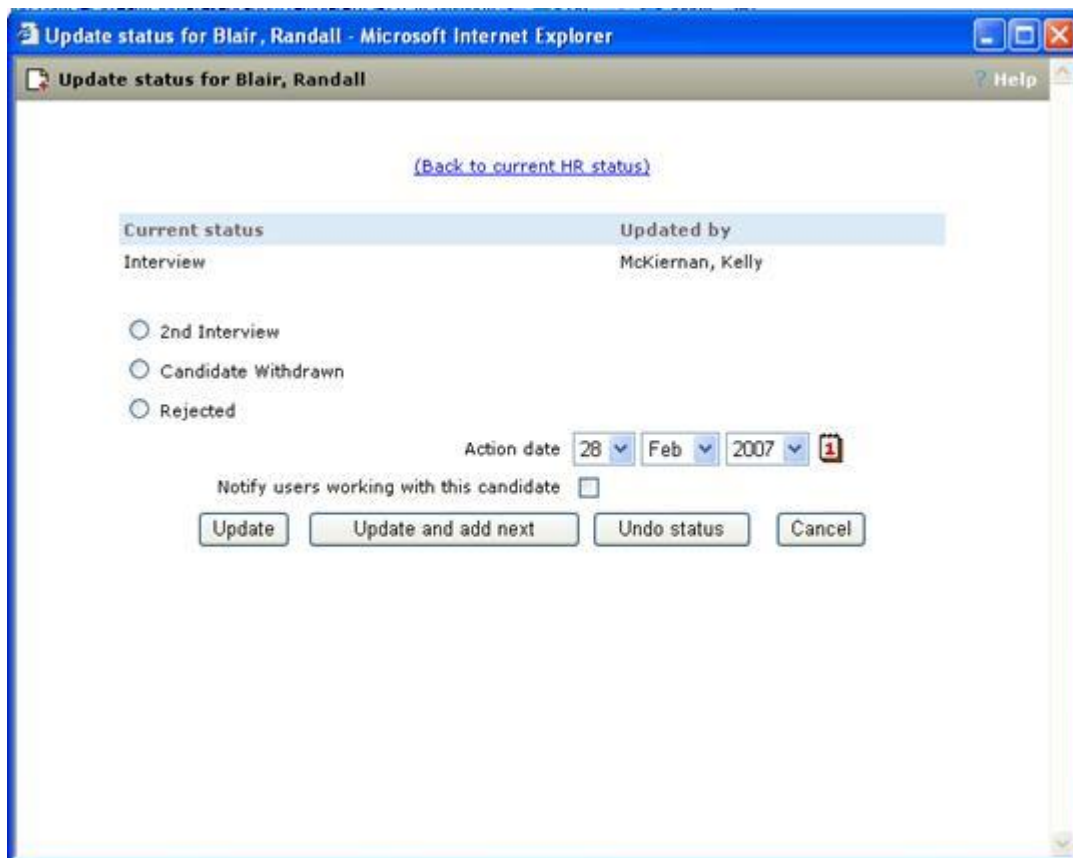 Update status for Blair, Randall - Microsoft Internet Explorer
Update status for Blair, Randall ? Help
(Back to current HR status)
Current status Updated by
Interview McKiernan, Kelly
2nd Interview
Candidate Withdrawn
Rejected
Action date 28 Feb 2007 1
Notify users working with this candidate
Update Update and add next Undo status Cancel